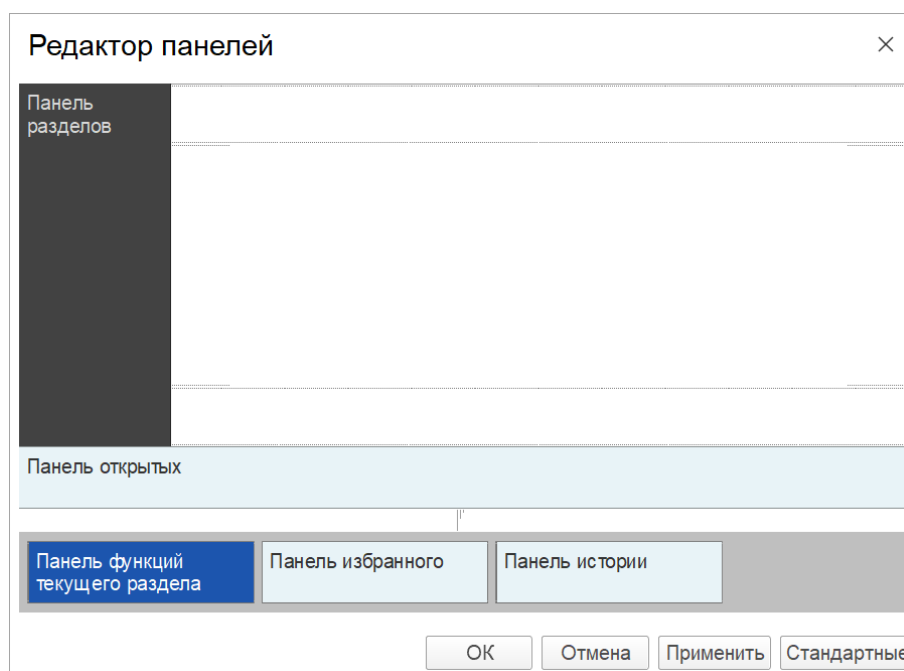 Редактор панелей
Панель
разделов
Панель открытых
Панель функций
текущего раздела
Панель избранного
Панель истории
ОК
Отмена
Применить
Стандартные